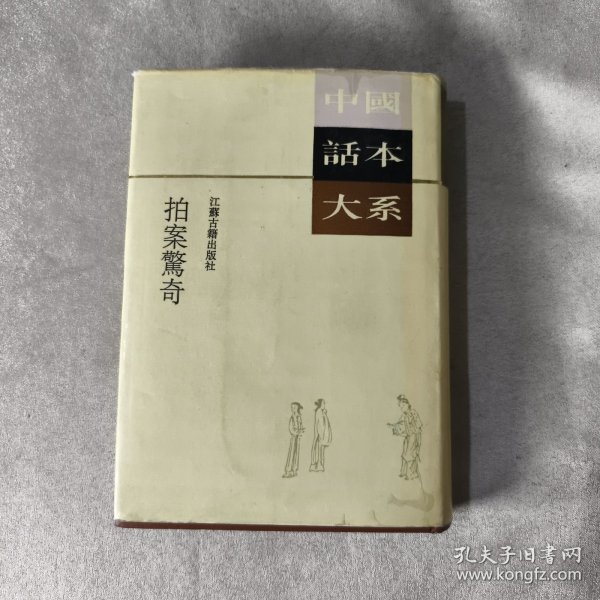 中國
話本
大系
江蘇古籍出版社
拍案驚奇
孔夫子旧书网
www.kongfz.com